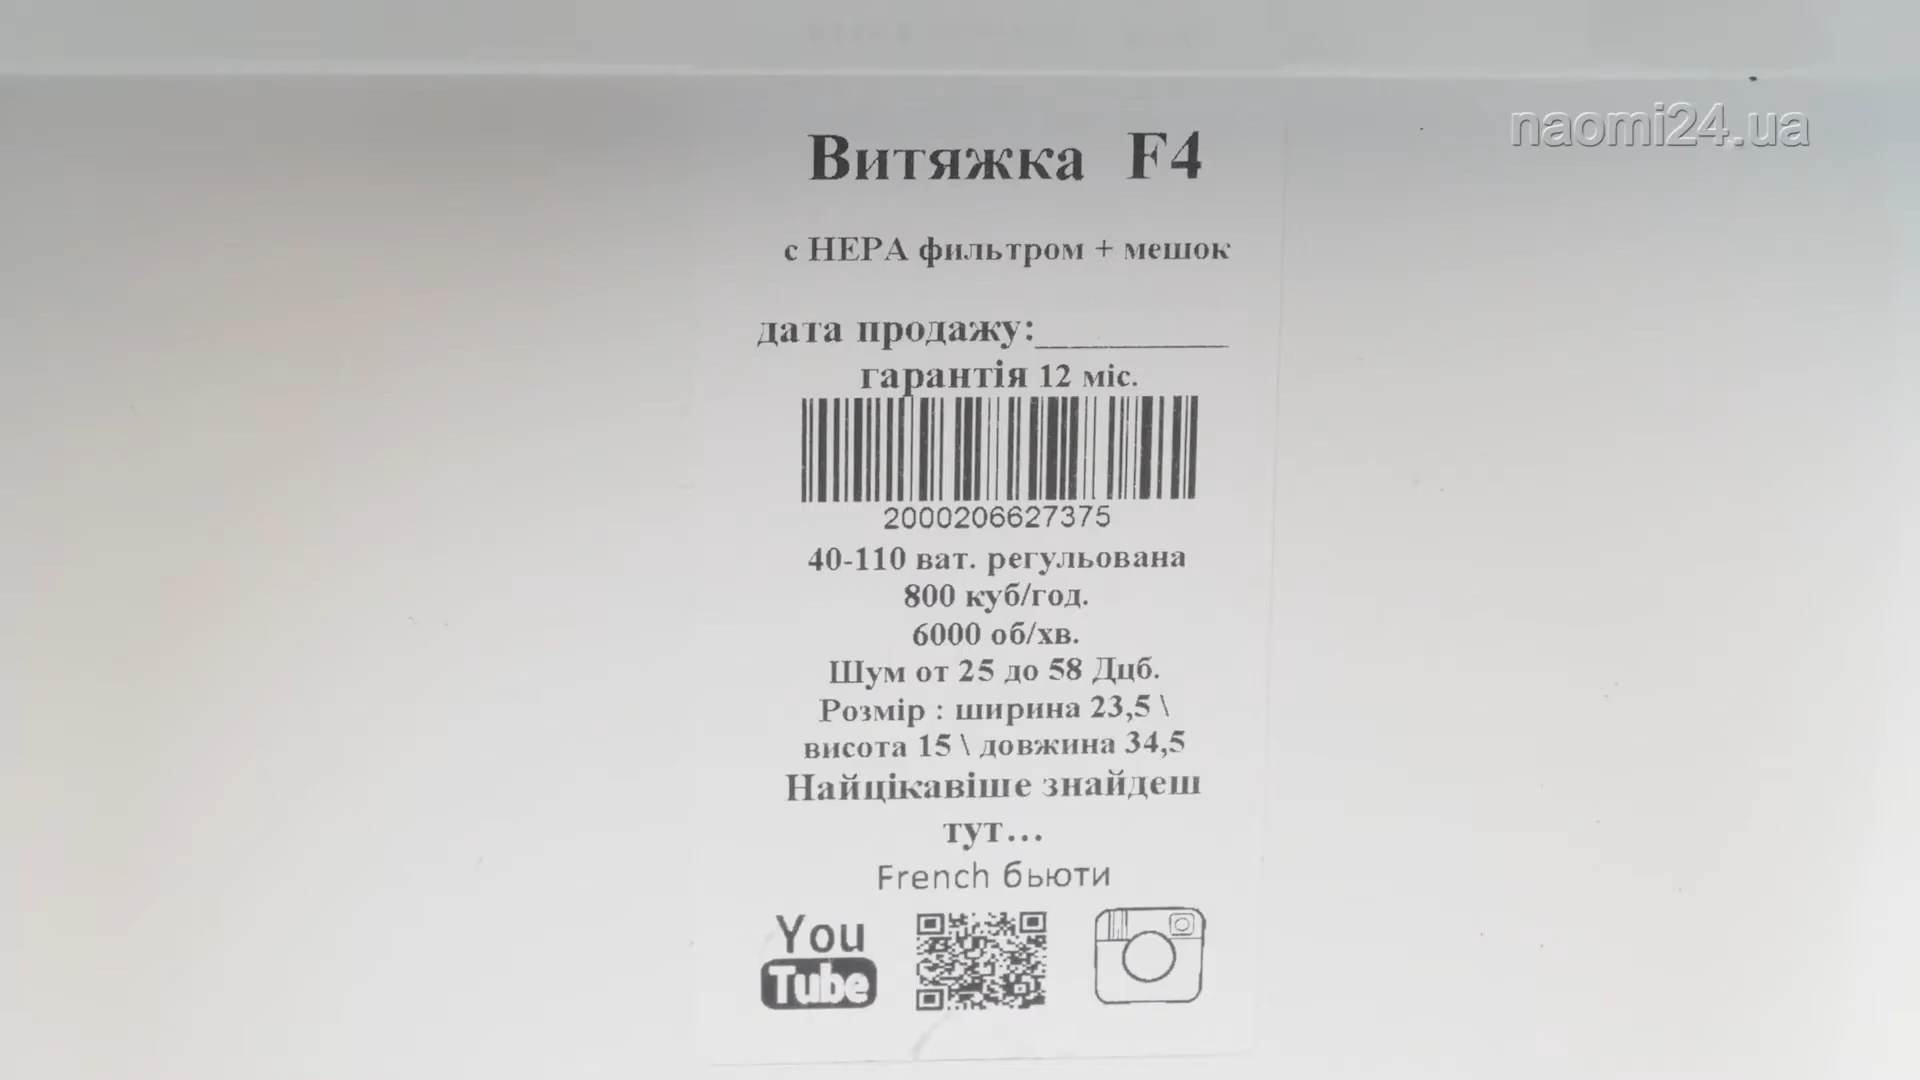 naomi24.ua
Витяжка F4
с HEPA фильтром + мешок
дата продажу:__________
гарантія 12 міс.
2000206627375
40-110 ват. регульована
800 куб/год.
6000 об/хв.
Шум от 25 до 58 Дцб.
Розмір : ширина 23,5 \
висота 15 \ довжина 34,5
Найцікавіше знайдеш
тут...
French бьюти
You
Tube